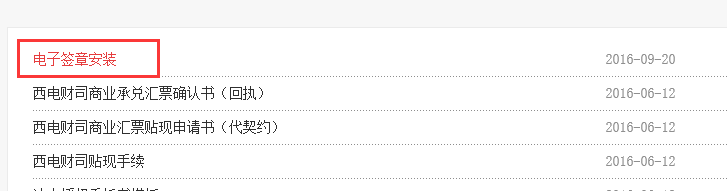 电子签章安装 2016-09-20
西电财司商业承兑汇票确认书（回执） 2016-06-12
西电财司商业汇票贴现申请书（代契约） 2016-06-12
西电财司贴现手续 2016-06-12